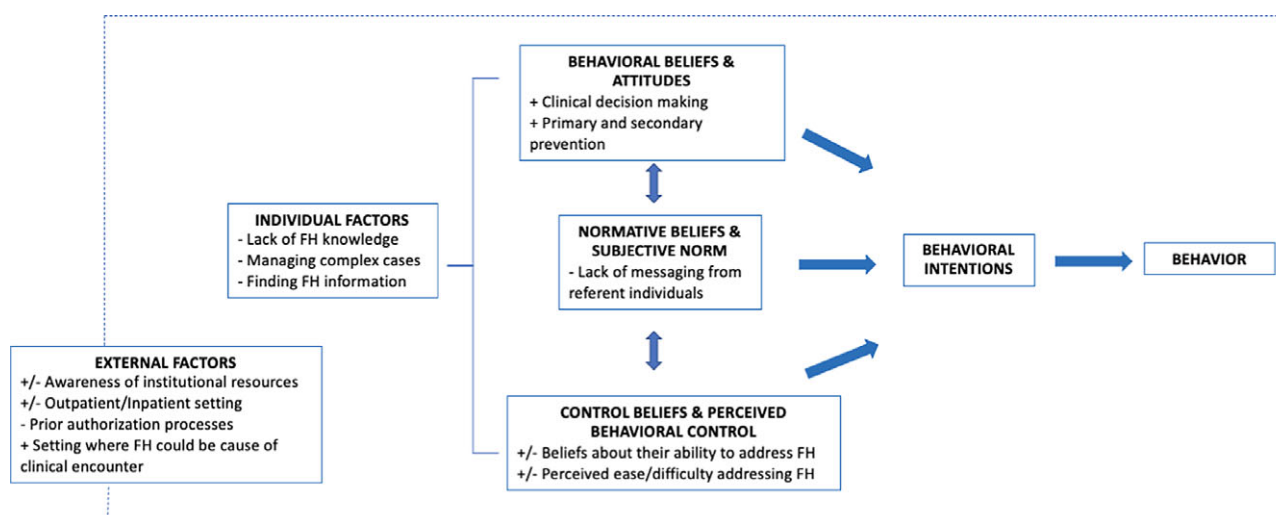 BEHAVIORAL BELIEFS &
ATTITUDES
+ Clinical decision making
+ Primary and secondary
prevention
INDIVIDUAL FACTORS
- Lack of FH knowledge
- Managing complex cases
- Finding FH information
NORMATIVE BELIEFS &
SUBJECTIVE NORM
- Lack of messaging from
referent individuals
BEHAVIORAL
INTENTIONS
BEHAVIOR
EXTERNAL FACTORS
+/- Awareness of institutional resources
+/- Outpatient/Inpatient setting
- Prior authorization processes
+ Setting where FH could be cause of
clinical encounter
CONTROL BELIEFS & PERCEIVED
BEHAVIORAL CONTROL
+/- Beliefs about their ability to address FH
+/- Perceived ease/difficulty addressing FH